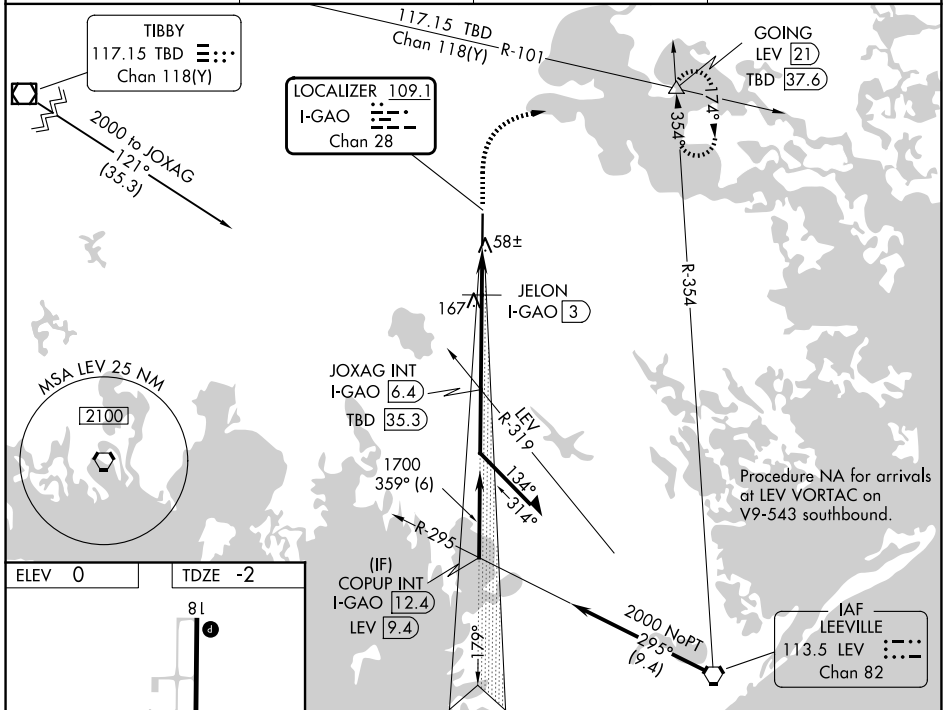 TIBBY
117.15 TBD
Chan 118(Y)
117.15 TBD
Chan 118(Y)
R-101
GOING
LEV 21
TBD 37.6
LOCALIZER 109.1
I-GAO
Chan 28
2000 to JOXAG
121°
(35.3)
174°
354°
58±
JELON
I-GAO 3
167
R-354
MSA LEV 25 NM
2100
JOXAG INT
I-GAO 6.4
TBD 35.3
LEV
R-319
1700
359° (6)
134°
314°
Procedure NA for arrivals
at LEV VORTAC on
V9-543 southbound.
R-295
(IF)
COPUP INT
I-GAO 12.4
LEV 9.4
179°
2000 NoPT
295°
(9.4)
IAF
LEEVILLE
113.5 LEV
Chan 82
ELEV 0
TDZE -2
18
P